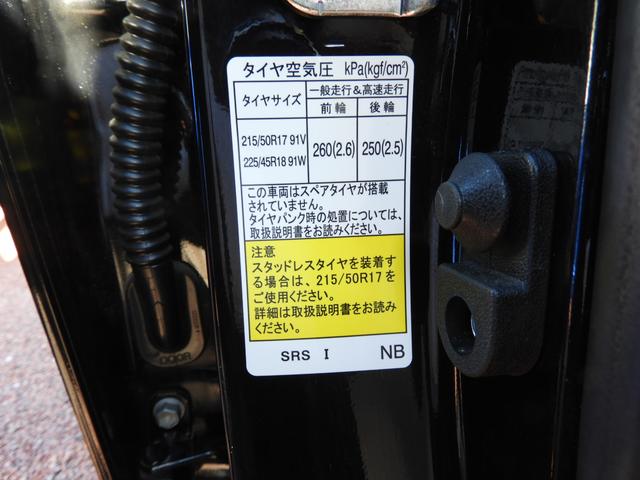 タイヤ空気圧 kPa(kgf/cm²)
タイヤサイズ 一般走行&高速走行
前輪 後輪
215/50R17 91V
225/45R18 91W
260(2.6) 250(2.5)
この車両はスペアタイヤが搭載
されていません。
タイヤパンク時の処置については、
取扱説明書をお読みください。
注意
スタッドレスタイヤを装着す
る場合は、215/50R17を
ご使用ください。
詳細は取扱説明書をお読み
ください。
SRS I NB
DOOR